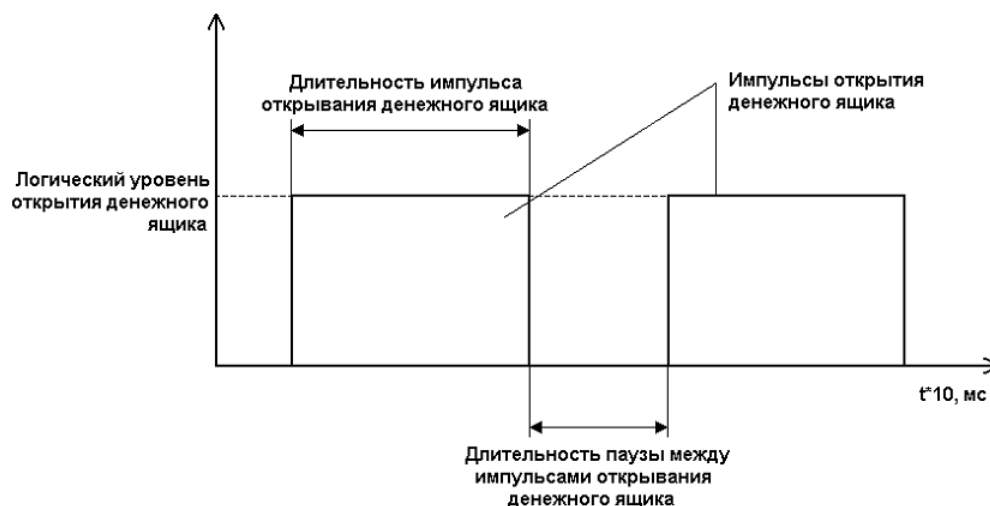 Длительность импульса
открывания денежного ящика
Импульсы открытия
денежного ящика
Логический уровень
открытия денежного
ящика
t*10, мс
Длительность паузы между
импульсами открывания
денежного ящика